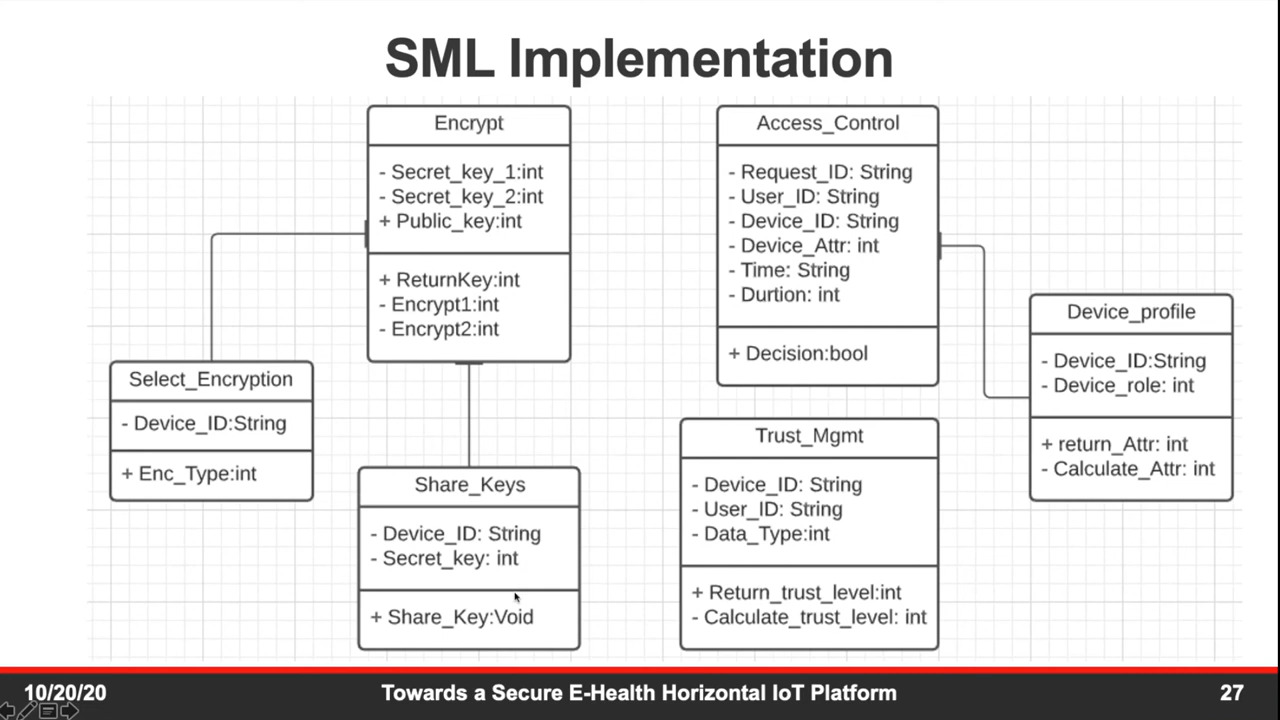 SML Implementation
Encrypt
- Secret_key_1:int
- Secret_key_2:int
+ Public_key:int
+ ReturnKey:int
- Encrypt1:int
- Encrypt2:int
Access_Control
- Request_ID: String
- User_ID: String
- Device_ID: String
- Device_Attr: int
- Time: String
- Durtion: int
+ Decision:bool
Device_profile
- Device_ID:String
- Device_role: int
+ return_Attr: int
- Calculate_Attr: int
Select_Encryption
- Device_ID:String
+ Enc_Type:int
Share_Keys
- Device_ID: String
- Secret_key: int
+ Share_Key:Void
Trust_Mgmt
- Device_ID: String
- User_ID: String
- Data_Type:int
+ Return_trust_level:int
- Calculate_trust_level: int
10/20/20
Towards a Secure E-Health Horizontal IoT Platform
27